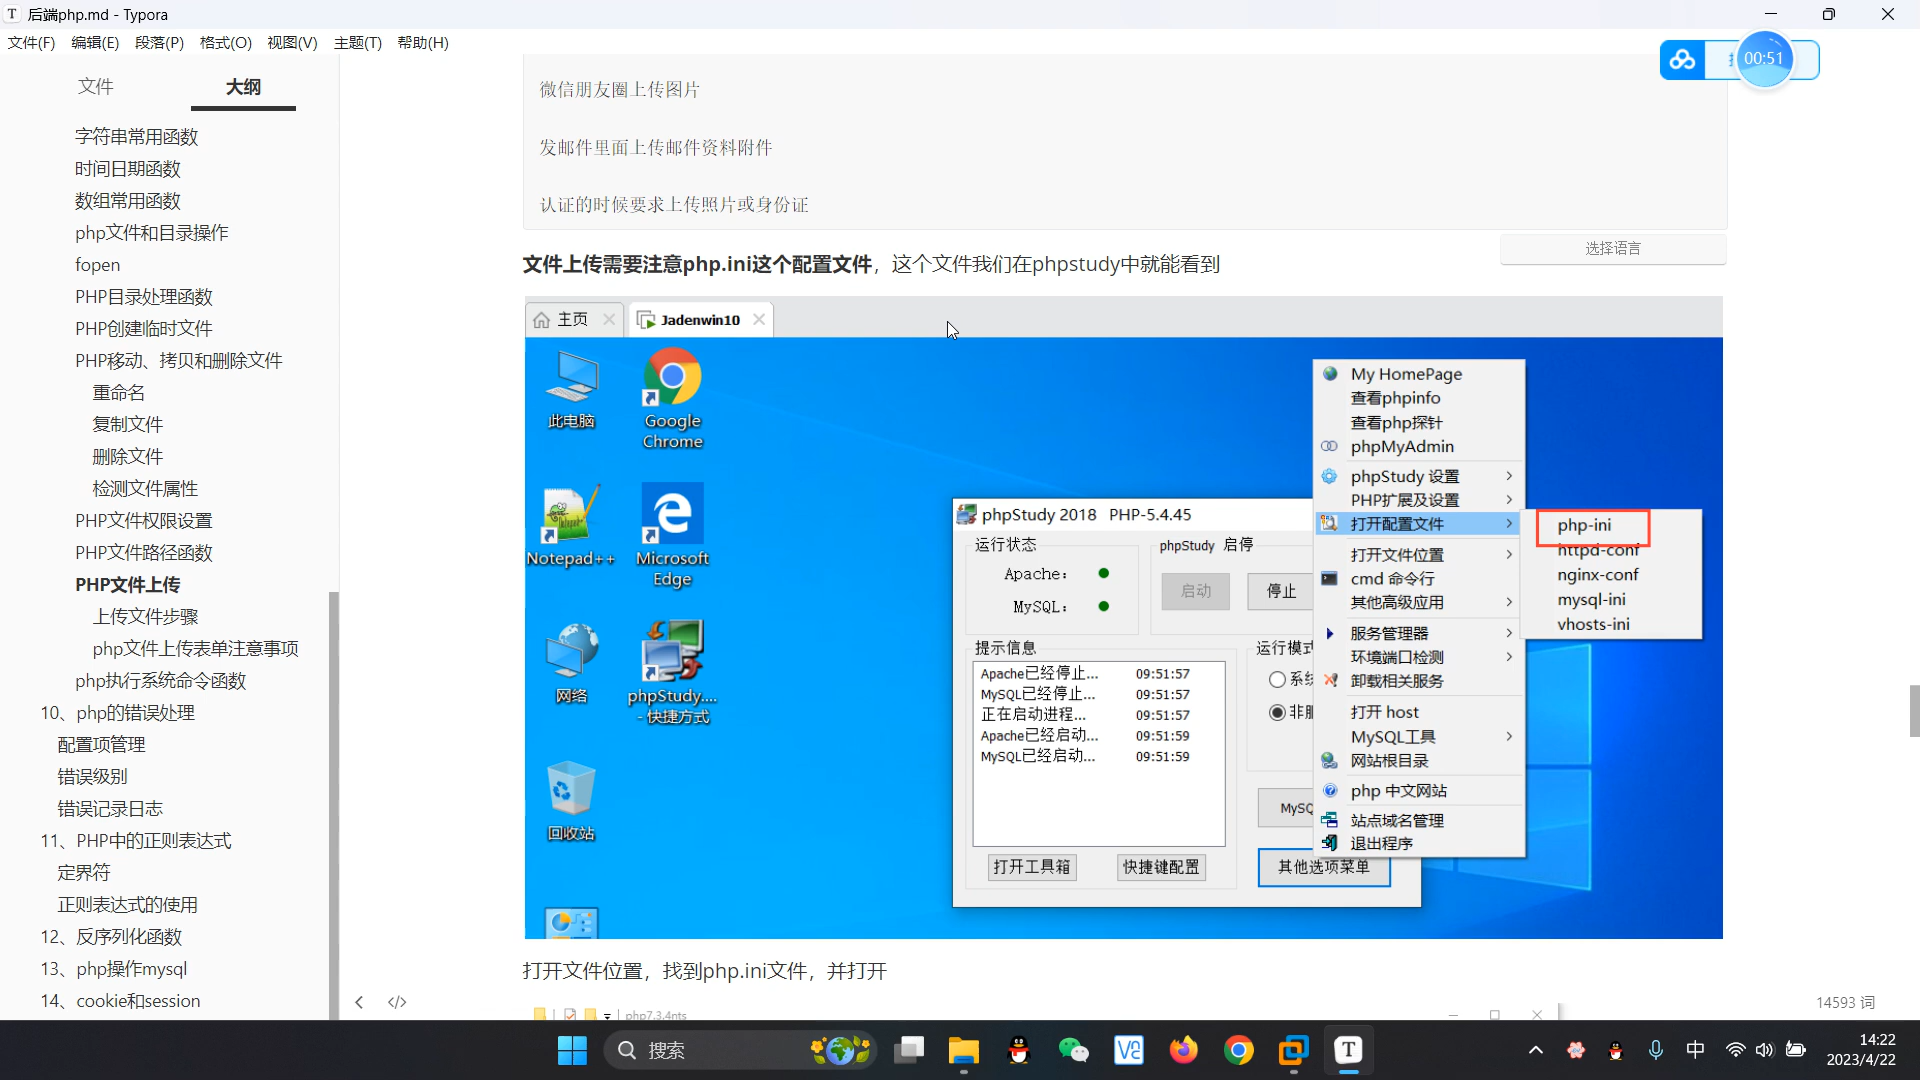 后端php.md - Typora
文件(F) 编辑(E) 段落(P) 格式(O) 视图(V) 主题(T) 帮助(H)
00:51
文件 大纲
字符串常用函数
时间日期函数
数组常用函数
php文件和目录操作
fopen
PHP目录处理函数
PHP创建临时文件
PHP移动、拷贝和删除文件
重命名
复制文件
删除文件
检测文件属性
PHP文件权限设置
PHP文件路径函数
PHP文件上传
上传文件步骤
php文件上传表单注意事项
php执行系统命令函数
10、php的错误处理
配置项管理
错误级别
错误记录日志
11、PHP中的正则表达式
定界符
正则表达式的使用
12、反序列化函数
13、php操作mysql
14、cookie和session
微信朋友圈上传图片
发邮件里面上传邮件资料附件
认证的时候要求上传照片或身份证
选择语言
文件上传需要注意php.ini这个配置文件，这个文件我们在phpstudy中就能看到
主页 Jadenwin10
此电脑
Google Chrome
Notepad++
Microsoft Edge
网络
phpStudy.... - 快捷方式
回收站
phpStudy 2018 PHP-5.4.45
运行状态
Apache:
MySQL:
phpStudy 启停
启动 停止
提示信息
Apache已经停止... 09:51:57
MySQL已经停止... 09:51:57
正在启动进程... 09:51:57
Apache已经启动... 09:51:59
MySQL已经启动... 09:51:59
运行模式
系统
非服
MySQ
打开工具箱 快捷键配置 其他选项菜单
My HomePage
查看phpinfo
查看php探针
phpMyAdmin
phpStudy 设置
PHP扩展及设置
打开配置文件
打开文件位置
cmd 命令行
其他高级应用
服务管理器
环境端口检测
卸载相关服务
打开 host
MySQL工具
网站根目录
php 中文网站
站点域名管理
退出程序
php-ini
httpd-conf
nginx-conf
mysql-ini
vhosts-ini
打开文件位置，找到php.ini文件，并打开
php7.3.4nts
14593 词
搜索
中
14:22
2023/4/22